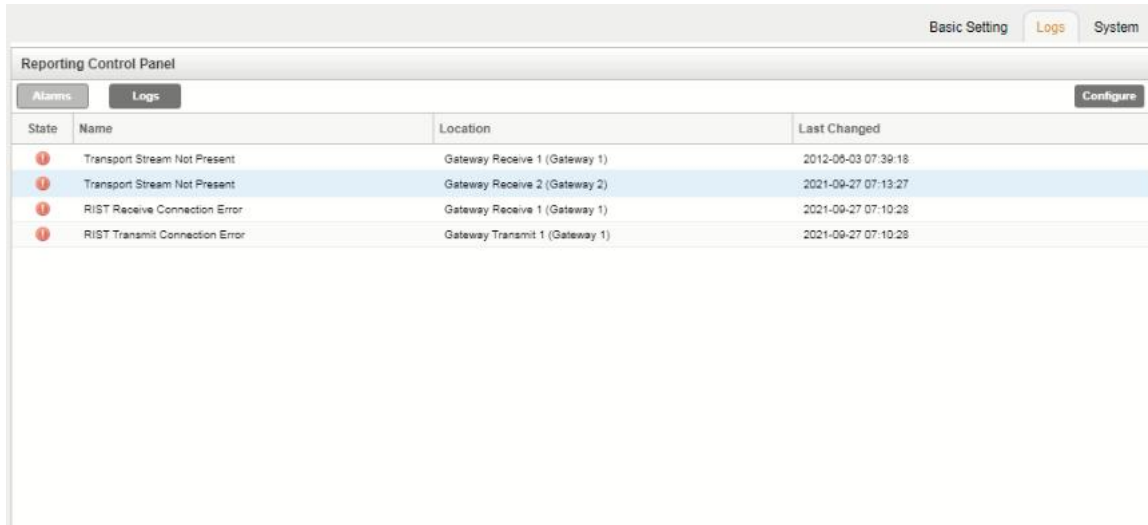 Basic Setting Logs System
Reporting Control Panel
Alarms Logs Configure
State Name Location Last Changed
Transport Stream Not Present Gateway Receive 1 (Gateway 1) 2012-06-03 07:39:18
Transport Stream Not Present Gateway Receive 2 (Gateway 2) 2021-09-27 07:13:27
RIST Receive Connection Error Gateway Receive 1 (Gateway 1) 2021-09-27 07:10:28
RIST Transmit Connection Error Gateway Transmit 1 (Gateway 1) 2021-09-27 07:10:28